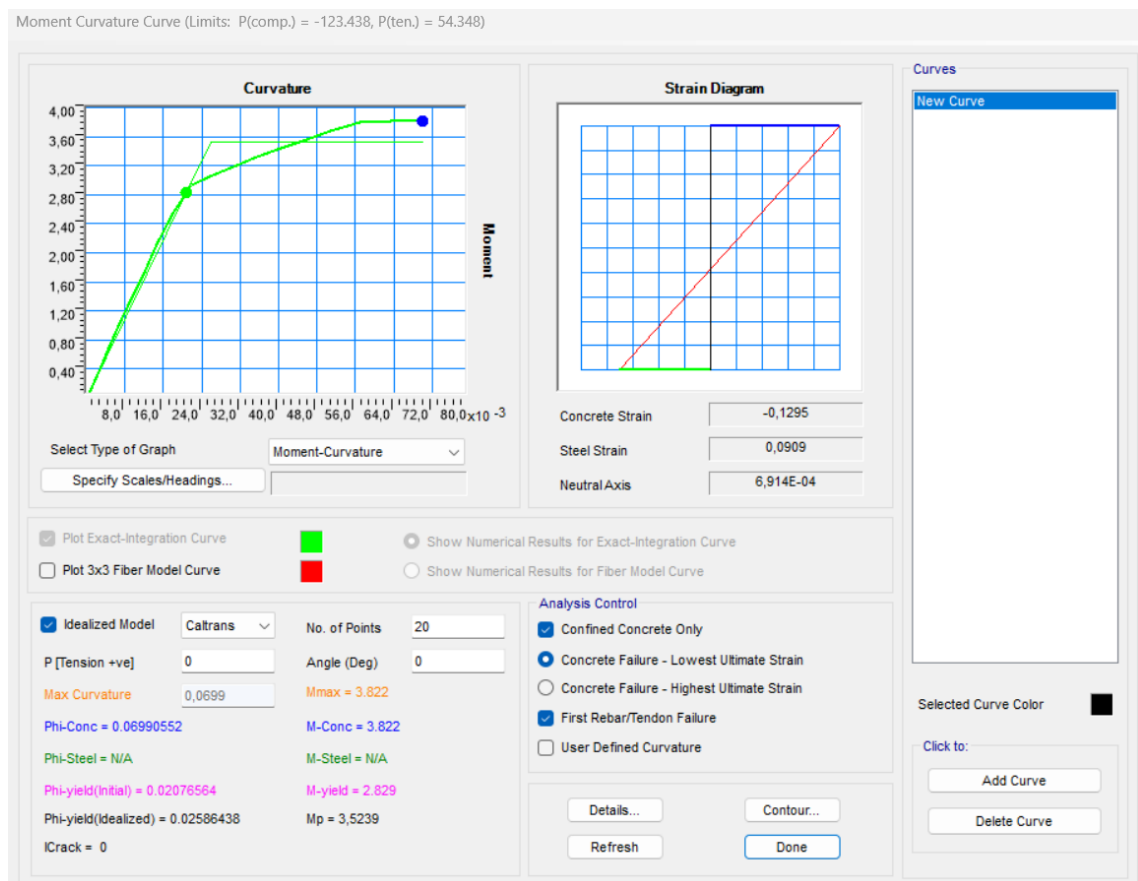 Moment Curvature Curve (Limits:  P(comp.) = -123.438, P(ten.) = 54.348)
Curvature
4,00
3,60
3,20
2,80
2,40
2,00
1,60
1,20
0,80
0,40
Moment
8,0 16,0 24,0 32,0 40,0 48,0 56,0 64,0 72,0 80,0 x10 -3
Select Type of Graph
Moment-Curvature
Specify Scales/Headings...
Strain Diagram
Concrete Strain -0,1295
Steel Strain 0,0909
Neutral Axis 6,914E-04
Curves
New Curve
Plot Exact-Integration Curve
Show Numerical Results for Exact-Integration Curve
Plot 3x3 Fiber Model Curve
Show Numerical Results for Fiber Model Curve
Idealized Model Caltrans No. of Points 20
P [Tension +ve] 0 Angle (Deg) 0
Max Curvature 0,0699 Mmax = 3.822
Phi-Conc = 0.06990552 M-Conc = 3.822
Phi-Steel = N/A M-Steel = N/A
Phi-yield(Initial) = 0.02076564 M-yield = 2.829
Phi-yield(Idealized) = 0.02586438 Mp = 3,5239
ICrack = 0
Analysis Control
Confined Concrete Only
Concrete Failure - Lowest Ultimate Strain
Concrete Failure - Highest Ultimate Strain
First Rebar/Tendon Failure
User Defined Curvature
Details... Contour...
Refresh Done
Selected Curve Color
Click to:
Add Curve
Delete Curve